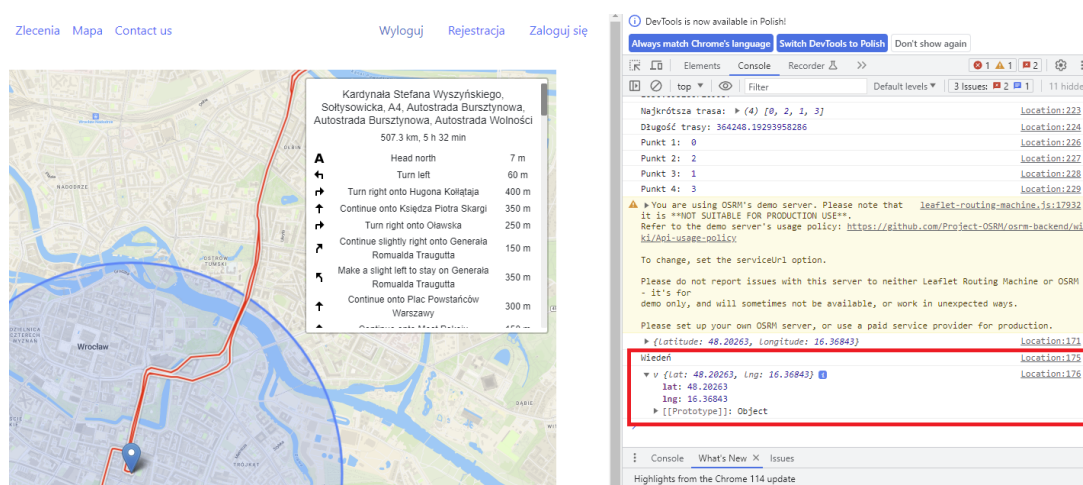 Zlecenia Mapa Contact us
Wyloguj Rejestracja Zaloguj się
Kardynała Stefana Wyszyńskiego,
Sołtysowicka, A4, Autostrada Bursztynowa,
Autostrada Bursztynowa, Autostrada Wolności
507.3 km, 5 h 32 min
Head north 7 m
Turn left 60 m
Turn right onto Hugona Kołłątaja 400 m
Continue onto Księdza Piotra Skargi 350 m
Turn right onto Oławska 250 m
Continue slightly right onto Generała
Romualda Traugutta 150 m
Make a slight left to stay on Generała
Romualda Traugutta 350 m
Continue onto Plac Powstańców
Warszawy 300 m
NADODRZE
OŁBIN
OSTRÓW
TUMSKI
DZIELNICA
CZTERECH
WYZNAŃ
Wrocław
DĄBIE
TRÓJKĄT
DevTools is now available in Polish!
Always match Chrome's language Switch DevTools to Polish Don't show again
Elements Console Recorder >> 1 1 2
top ▼ Filter Default levels ▼ 3 Issues: 2 1 11 hidde
Najkrótsza trasa: ▶ (4) [0, 2, 1, 3] Location:223
Długość trasy: 364248.19293958286 Location:224
Punkt 1: 0 Location:226
Punkt 2: 2 Location:227
Punkt 3: 1 Location:228
Punkt 4: 3 Location:229
▶ You are using OSRM's demo server. Please note that leaflet-routing-machine.js:17932
it is **NOT SUITABLE FOR PRODUCTION USE**.
Refer to the demo server's usage policy: https://github.com/Project-OSRM/osrm-backend/wi
ki/Api-usage-policy
To change, set the serviceUrl option.
Please do not report issues with this server to neither Leaflet Routing Machine or OSRM
- it's for
demo only, and will sometimes not be available, or work in unexpected ways.
Please set up your own OSRM server, or use a paid service provider for production.
▶ {latitude: 48.20263, longitude: 16.36843} Location:171
Wiedeń Location:175
▼ v {lat: 48.20263, lng: 16.36843} Location:176
lat: 48.20263
lng: 16.36843
▶ [[Prototype]]: Object
Console What's New × Issues
Highlights from the Chrome 114 update